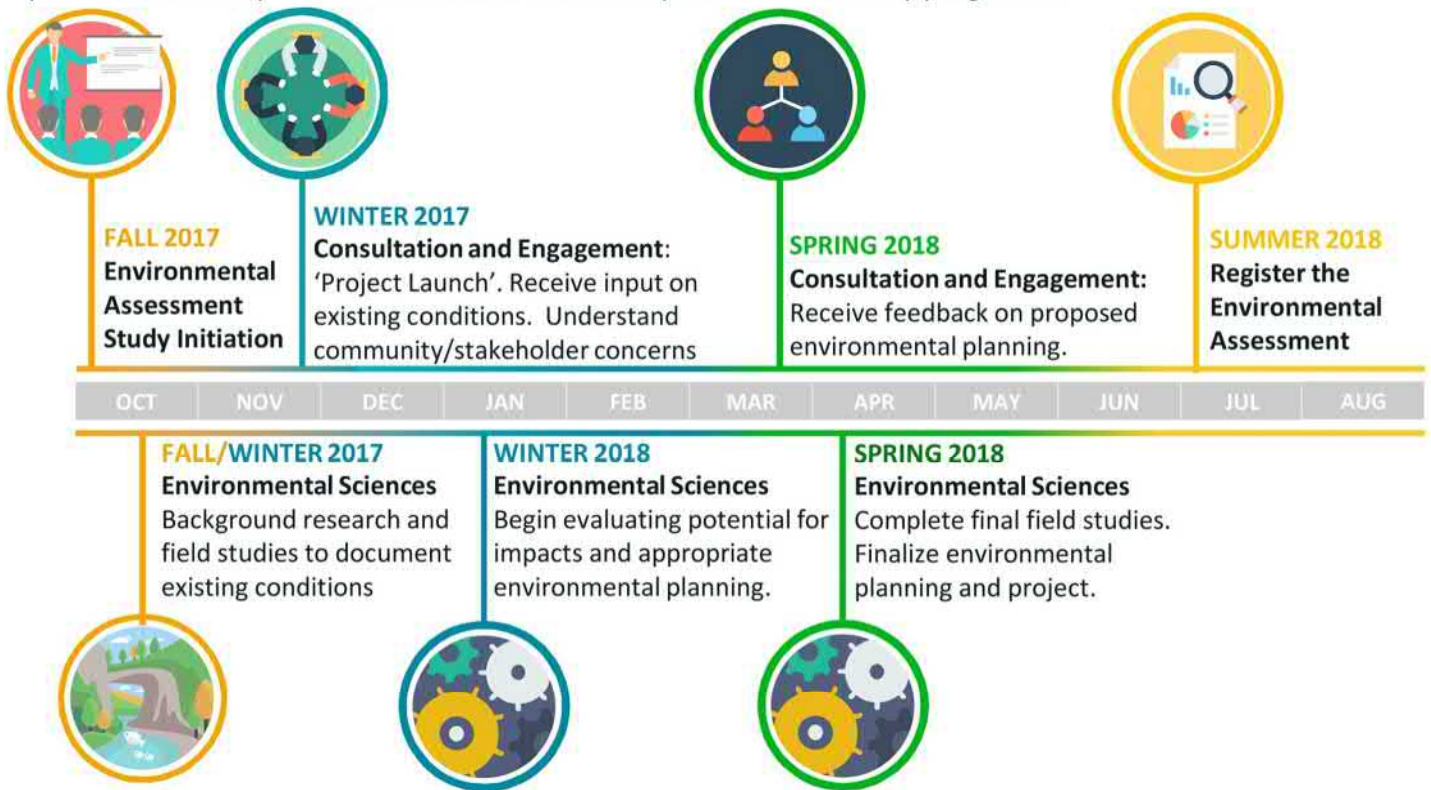 FALL 2017
Environmental
Assessment
Study Initiation
WINTER 2017
Consultation and Engagement:
'Project Launch'. Receive input on
existing conditions. Understand
community/stakeholder concerns
SPRING 2018
Consultation and Engagement:
Receive feedback on proposed
environmental planning.
SUMMER 2018
Register the
Environmental
Assessment
OCT NOV DEC JAN FEB MAR APR MAY JUN JUL AUG
FALL/WINTER 2017
Environmental Sciences
Background research and
field studies to document
existing conditions
WINTER 2018
Environmental Sciences
Begin evaluating potential for
impacts and appropriate
environmental planning.
SPRING 2018
Environmental Sciences
Complete final field studies.
Finalize environmental
planning and project.